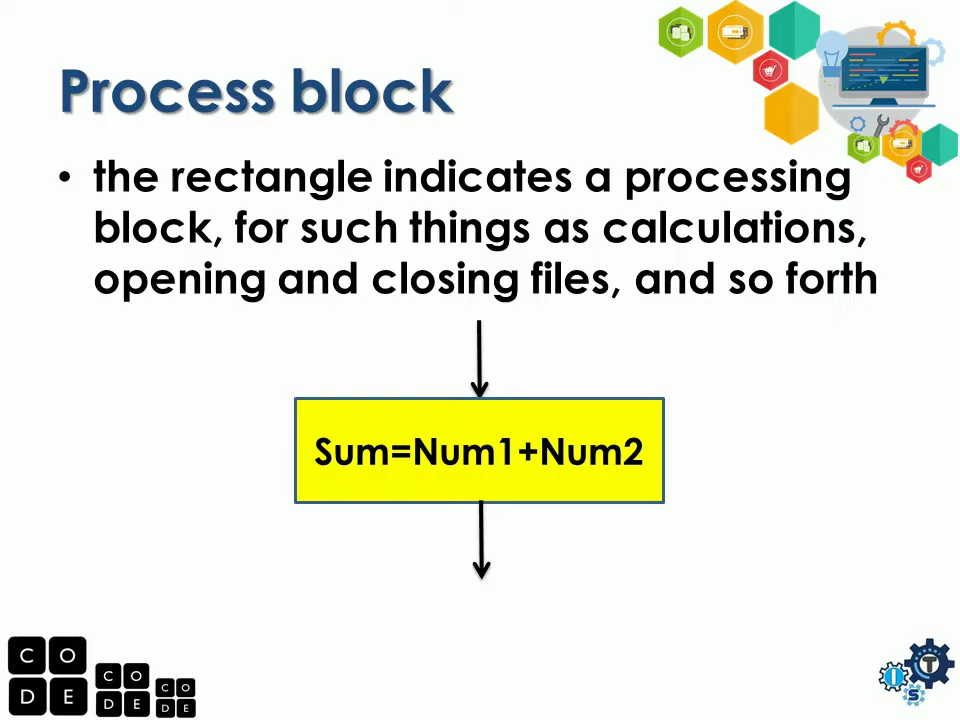 Process block
• the rectangle indicates a processing
block, for such things as calculations,
opening and closing files, and so forth
Sum=Num1+Num2
C O
D E
C O
D E
C O
D E
I T
S